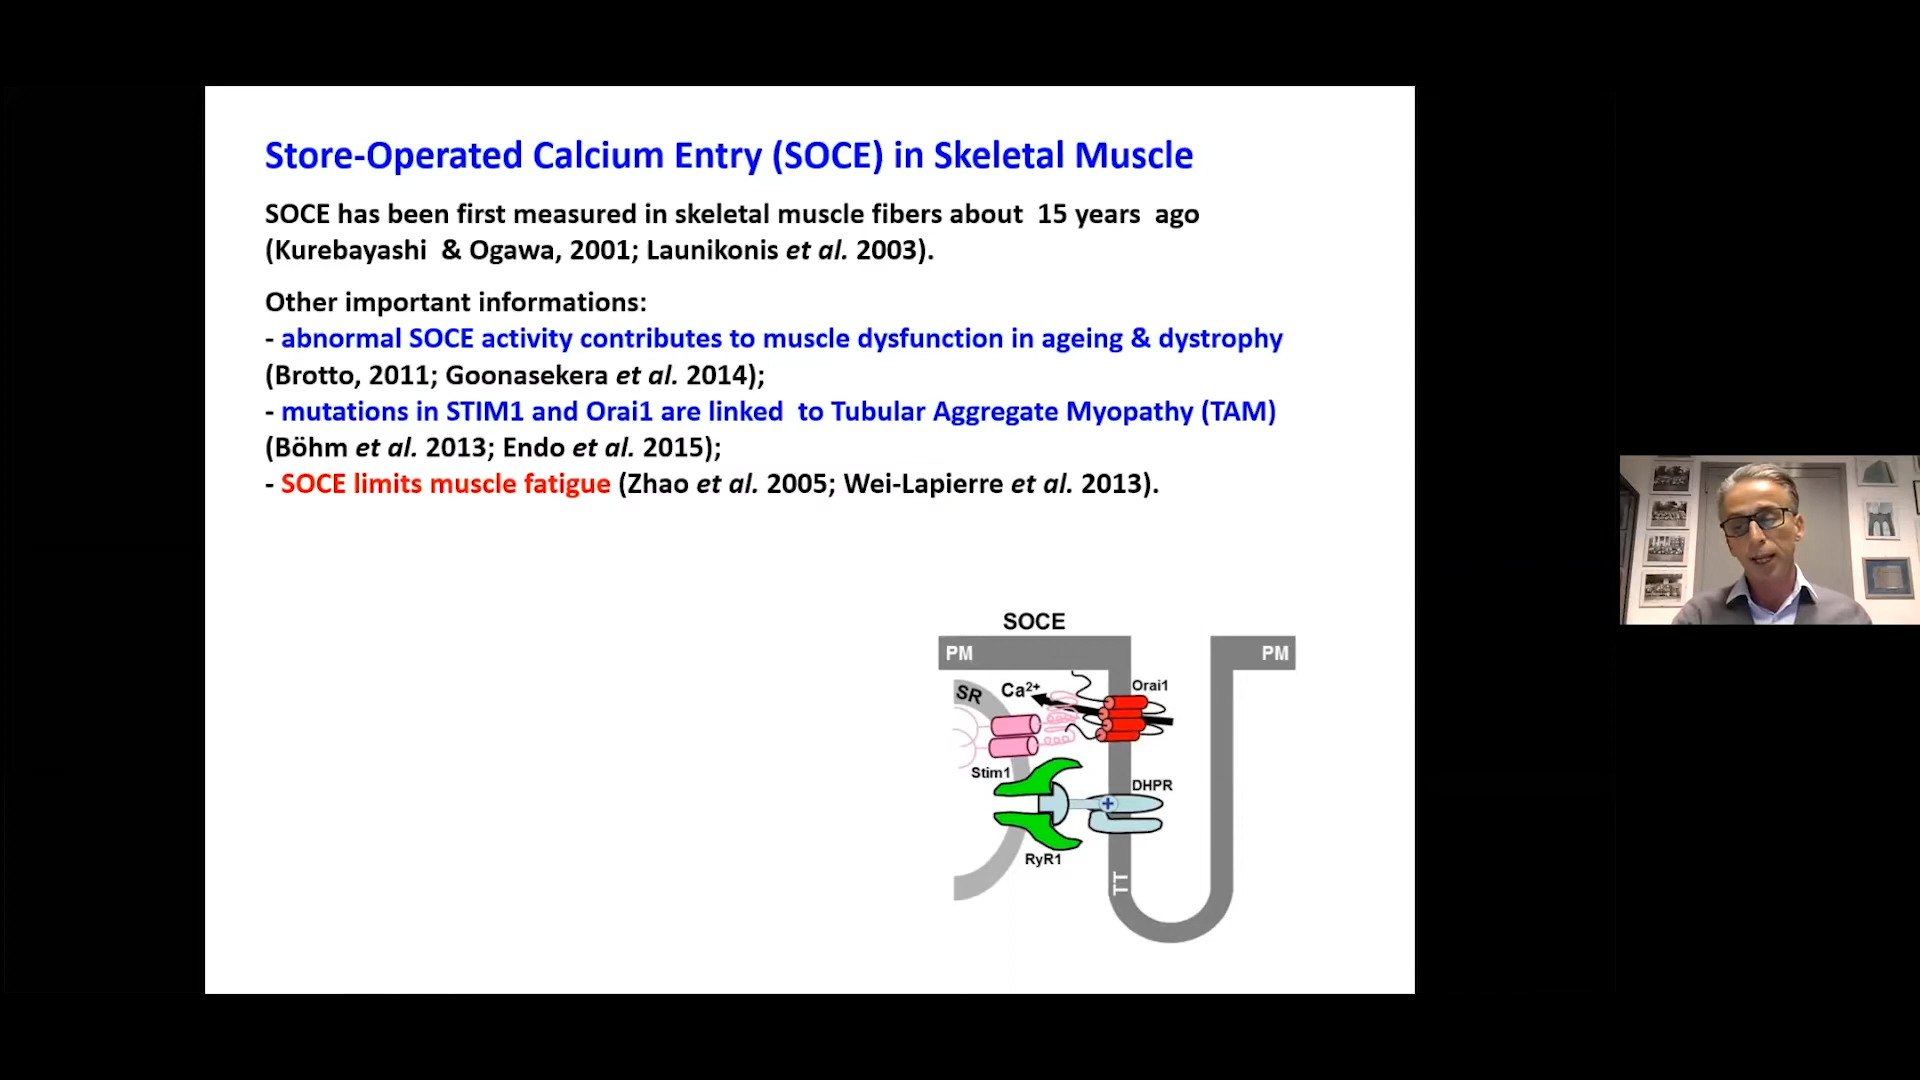 Store-Operated Calcium Entry (SOCE) in Skeletal Muscle
SOCE has been first measured in skeletal muscle fibers about 15 years ago
(Kurebayashi & Ogawa, 2001; Launikonis et al. 2003).
Other important informations:
- abnormal SOCE activity contributes to muscle dysfunction in ageing & dystrophy
(Brotto, 2011; Goonasekera et al. 2014);
- mutations in STIM1 and Orai1 are linked to Tubular Aggregate Myopathy (TAM)
(Böhm et al. 2013; Endo et al. 2015);
- SOCE limits muscle fatigue (Zhao et al. 2005; Wei-Lapierre et al. 2013).
SOCE
PM
PM
SR
Ca²⁺
Orai1
Stim1
DHPR
+
RyR1
TT